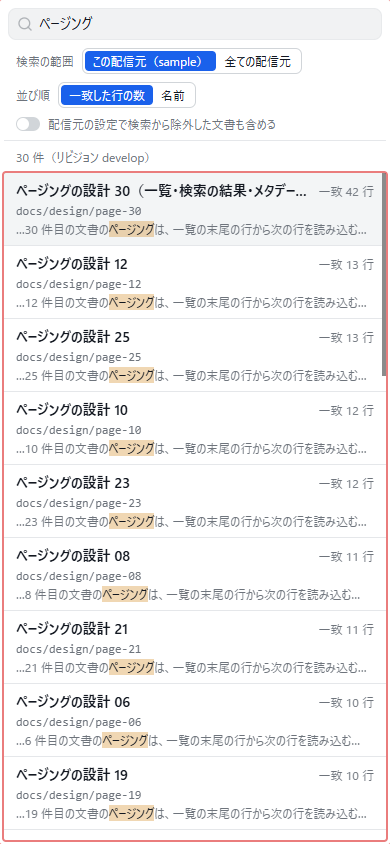 ページング
検索の範囲 この配信元（sample） 全ての配信元
並び順 一致した行の数 名前
配信元の設定で検索から除外した文書も含める
30 件（リビジョン develop）
ページングの設計 30（一覧・検索の結果・メタデー... 一致 42 行
docs/design/page-30
…30 件目の文書のページングは、一覧の末尾の行から次の行を読み込む…
ページングの設計 12 一致 13 行
docs/design/page-12
…12 件目の文書のページングは、一覧の末尾の行から次の行を読み込む…
ページングの設計 25 一致 13 行
docs/design/page-25
…25 件目の文書のページングは、一覧の末尾の行から次の行を読み込む…
ページングの設計 10 一致 12 行
docs/design/page-10
…10 件目の文書のページングは、一覧の末尾の行から次の行を読み込む…
ページングの設計 23 一致 12 行
docs/design/page-23
…23 件目の文書のページングは、一覧の末尾の行から次の行を読み込む…
ページングの設計 08 一致 11 行
docs/design/page-08
…8 件目の文書のページングは、一覧の末尾の行から次の行を読み込む…
ページングの設計 21 一致 11 行
docs/design/page-21
…21 件目の文書のページングは、一覧の末尾の行から次の行を読み込む…
ページングの設計 06 一致 10 行
docs/design/page-06
…6 件目の文書のページングは、一覧の末尾の行から次の行を読み込む…
ページングの設計 19 一致 10 行
docs/design/page-19
…19 件目の文書のページングは、一覧の末尾の行から次の行を読み込む…